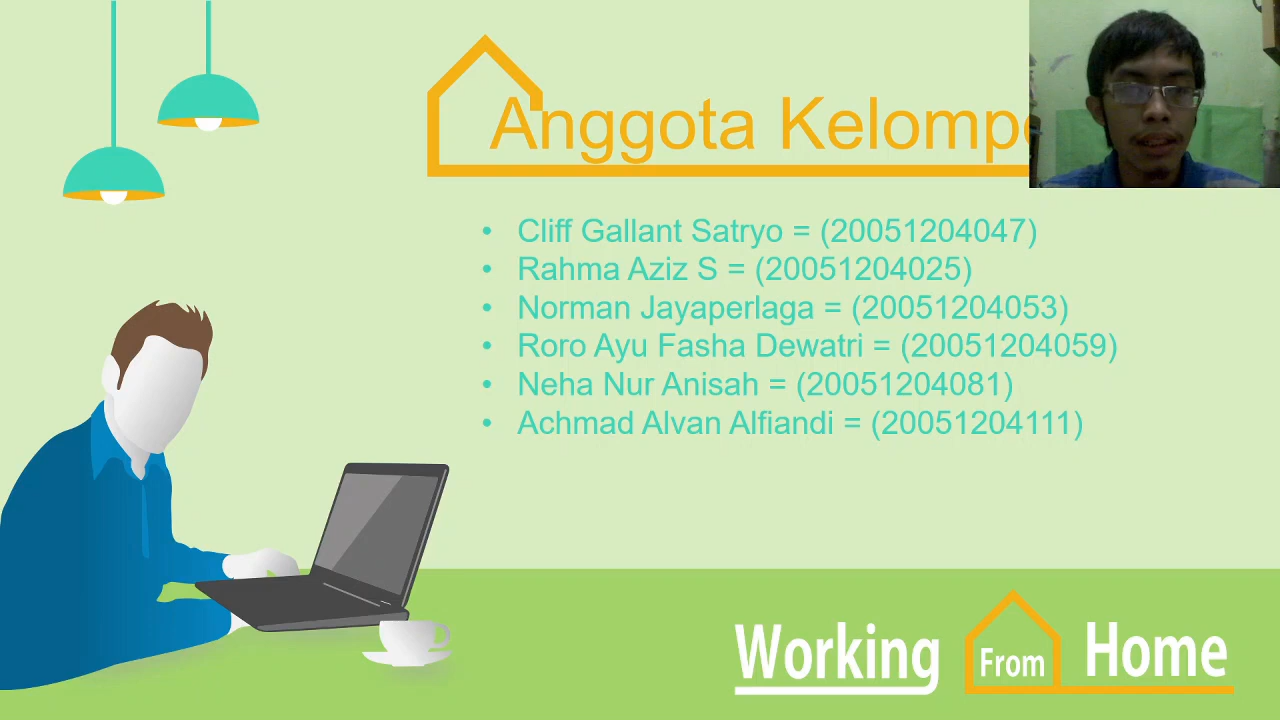 Anggota
• Cliff Gallant Satryo = (20051204047)
• Rahma Aziz S = (20051204025)
• Norman Jayaperlaga = (20051204053)
• Roro Ayu Fasha Dewatri = (20051204059)
• Neha Nur Anisah = (20051204081)
• Achmad Alvan Alfiandi = (20051204111)
Working From Home